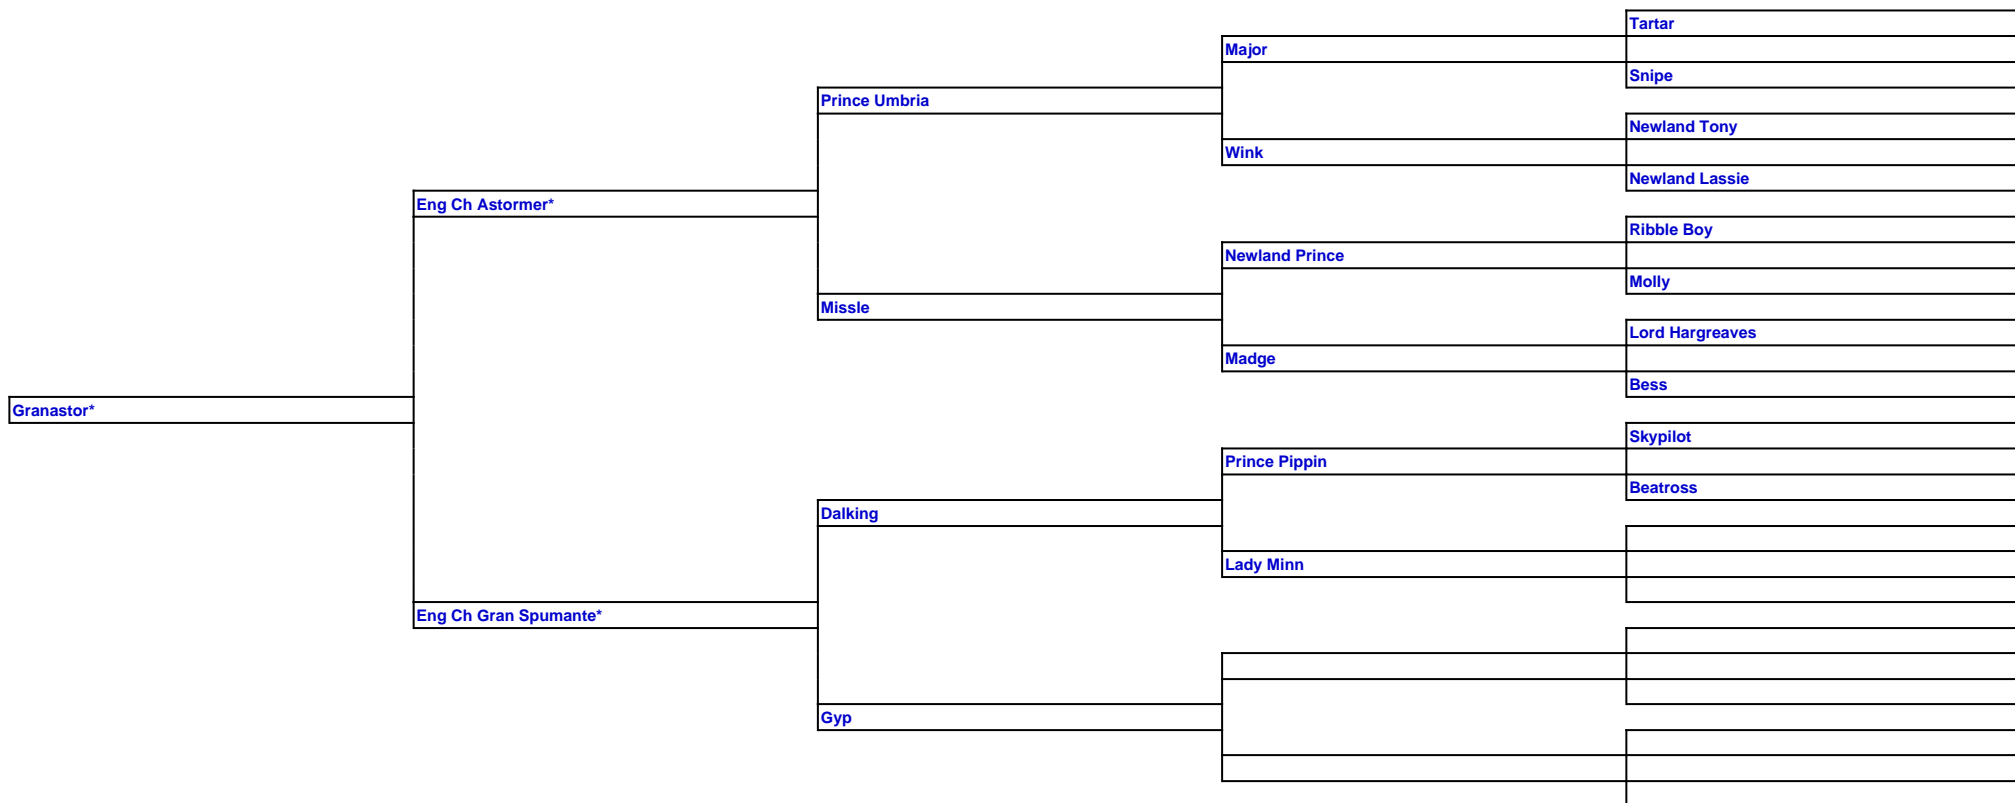 Tartar
Major
Snipe
Prince Umbria
Newland Tony
Wink
Newland Lassie
Eng Ch Astormer*
Ribble Boy
Newland Prince
Molly
Missle
Lord Hargreaves
Madge
Bess
Granastor*
Skypilot
Prince Pippin
Beatross
Dalking
Lady Minn
Eng Ch Gran Spumante*
Gyp